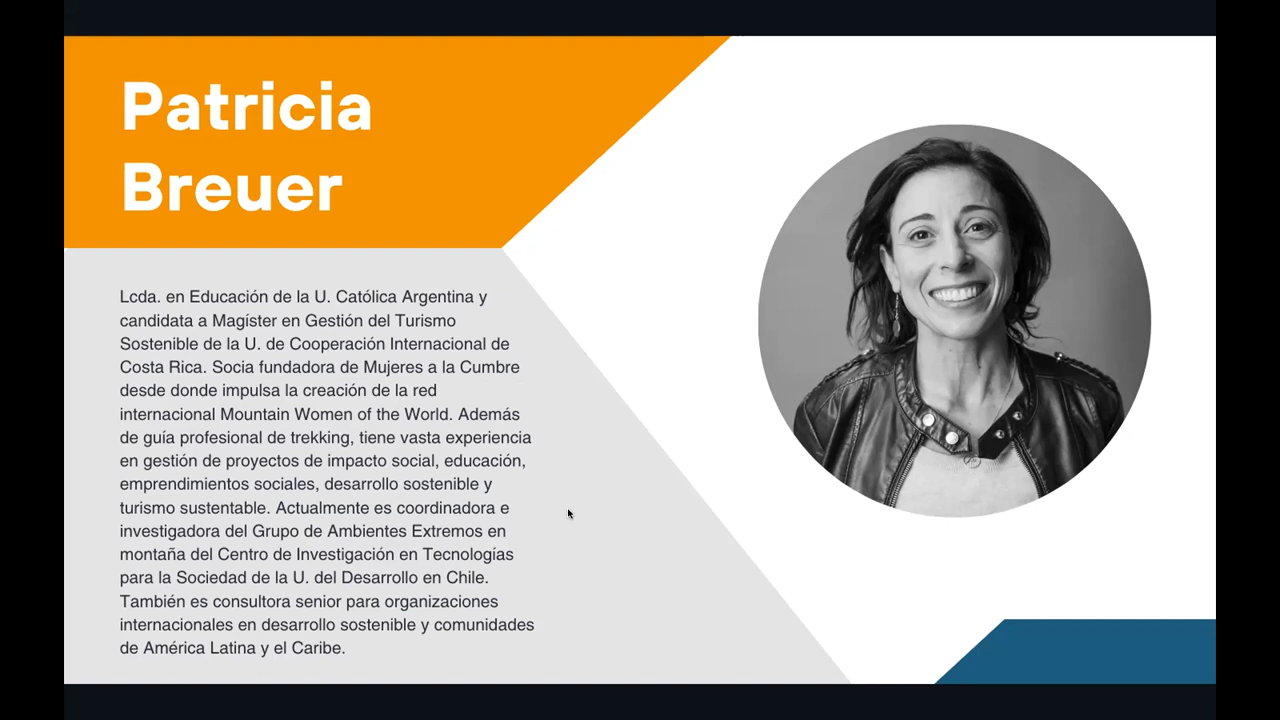 Patricia
Breuer
Lcda. en Educación de la U. Católica Argentina y
candidata a Magíster en Gestión del Turismo
Sostenible de la U. de Cooperación Internacional de
Costa Rica. Socia fundadora de Mujeres a la Cumbre
desde donde impulsa la creación de la red
internacional Mountain Women of the World. Además
de guía profesional de trekking, tiene vasta experiencia
en gestión de proyectos de impacto social, educación,
emprendimientos sociales, desarrollo sostenible y
turismo sustentable. Actualmente es coordinadora e
investigadora del Grupo de Ambientes Extremos en
montaña del Centro de Investigación en Tecnologías
para la Sociedad de la U. del Desarrollo en Chile.
También es consultora senior para organizaciones
internacionales en desarrollo sostenible y comunidades
de América Latina y el Caribe.